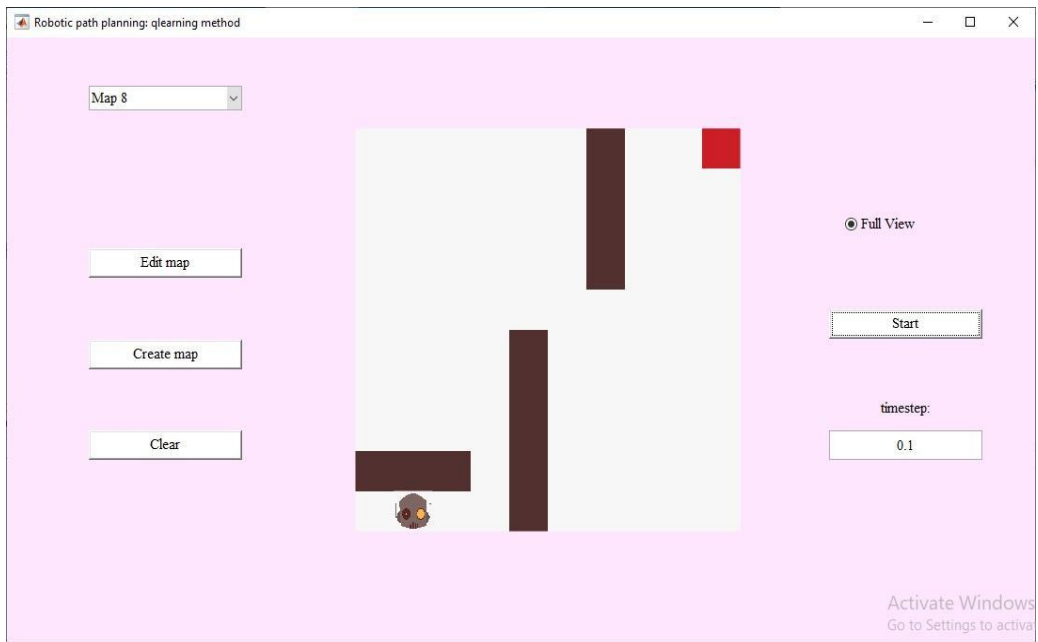 Robotic path planning: qlearning method
Map 8
Full View
Edit map
Start
Create map
timestep:
Clear
0.1
Activate Windows
Go to Settings to activa